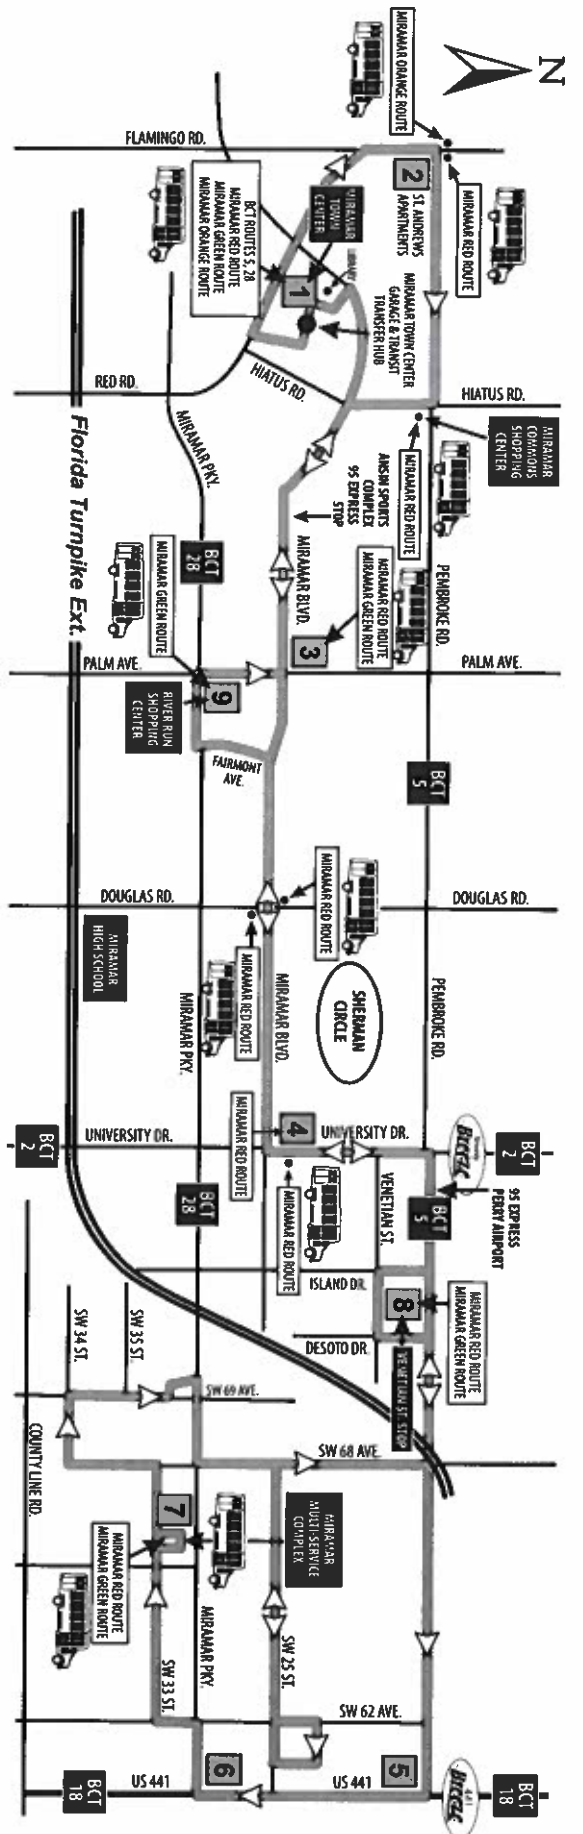 N
MIRAMAR ORANGE ROUTE
MIRAMAR RED ROUTE
FLAMINGO RD.
2
ST. ANDREWS
APARTMENTS
MIRAMAR
TOWN
CENTER
BCT ROUTES 5, 28
MIRAMAR RED ROUTE
MIRAMAR GREEN ROUTE
MIRAMAR ORANGE ROUTE
LIBRARY
1
MIRAMAR TOWN CENTER
GARAGE & TRANSIT
TRANSFER HUB
RED RD.
HIATUS RD.
HIATUS RD.
MIRAMAR
COMMONS
SHOPPING
CENTER
MIRAMAR RED ROUTE
MIRAMAR PKY.
Florida Turnpike Ext.
ANSIN SPORTS
COMPLEX
95 EXPRESS
STOP
MIRAMAR BLVD.
PEMBROKE RD.
BCT
28
MIRAMAR RED ROUTE
MIRAMAR GREEN ROUTE
3
MIRAMAR GREEN ROUTE
PALM AVE.
PALM AVE.
9
RIVER RUN
SHOPPING
CENTER
FAIRMONT
AVE.
BCT
5
MIRAMAR RED ROUTE
DOUGLAS RD.
DOUGLAS RD.
MIRAMAR
HIGH SCHOOL
MIRAMAR RED ROUTE
SHERMAN
CIRCLE
MIRAMAR PKY.
MIRAMAR BLVD.
PEMBROKE RD.
4
MIRAMAR RED ROUTE
UNIVERSITY DR.
UNIVERSITY DR.
BCT
2
Breeze
BCT
2
BCT
28
MIRAMAR RED ROUTE
VENETIAN ST.
BCT
5
95 EXPRESS
PERRY AIRPORT
ISLAND DR.
8
MIRAMAR RED ROUTE
MIRAMAR GREEN ROUTE
DESOTO DR.
VENETIAN ST. STOP
SW 34 ST.
SW 35 ST.
SW 69 AVE.
COUNTY LINE RD.
SW 68 AVE.
7
MIRAMAR
MULTI-SERVICE
COMPLEX
MIRAMAR RED ROUTE
MIRAMAR GREEN ROUTE
MIRAMAR PKY.
SW 33 ST.
SW 25 ST.
SW 62 AVE.
6
5
US 441
US 441
BCT
18
441
Breeze
BCT
18